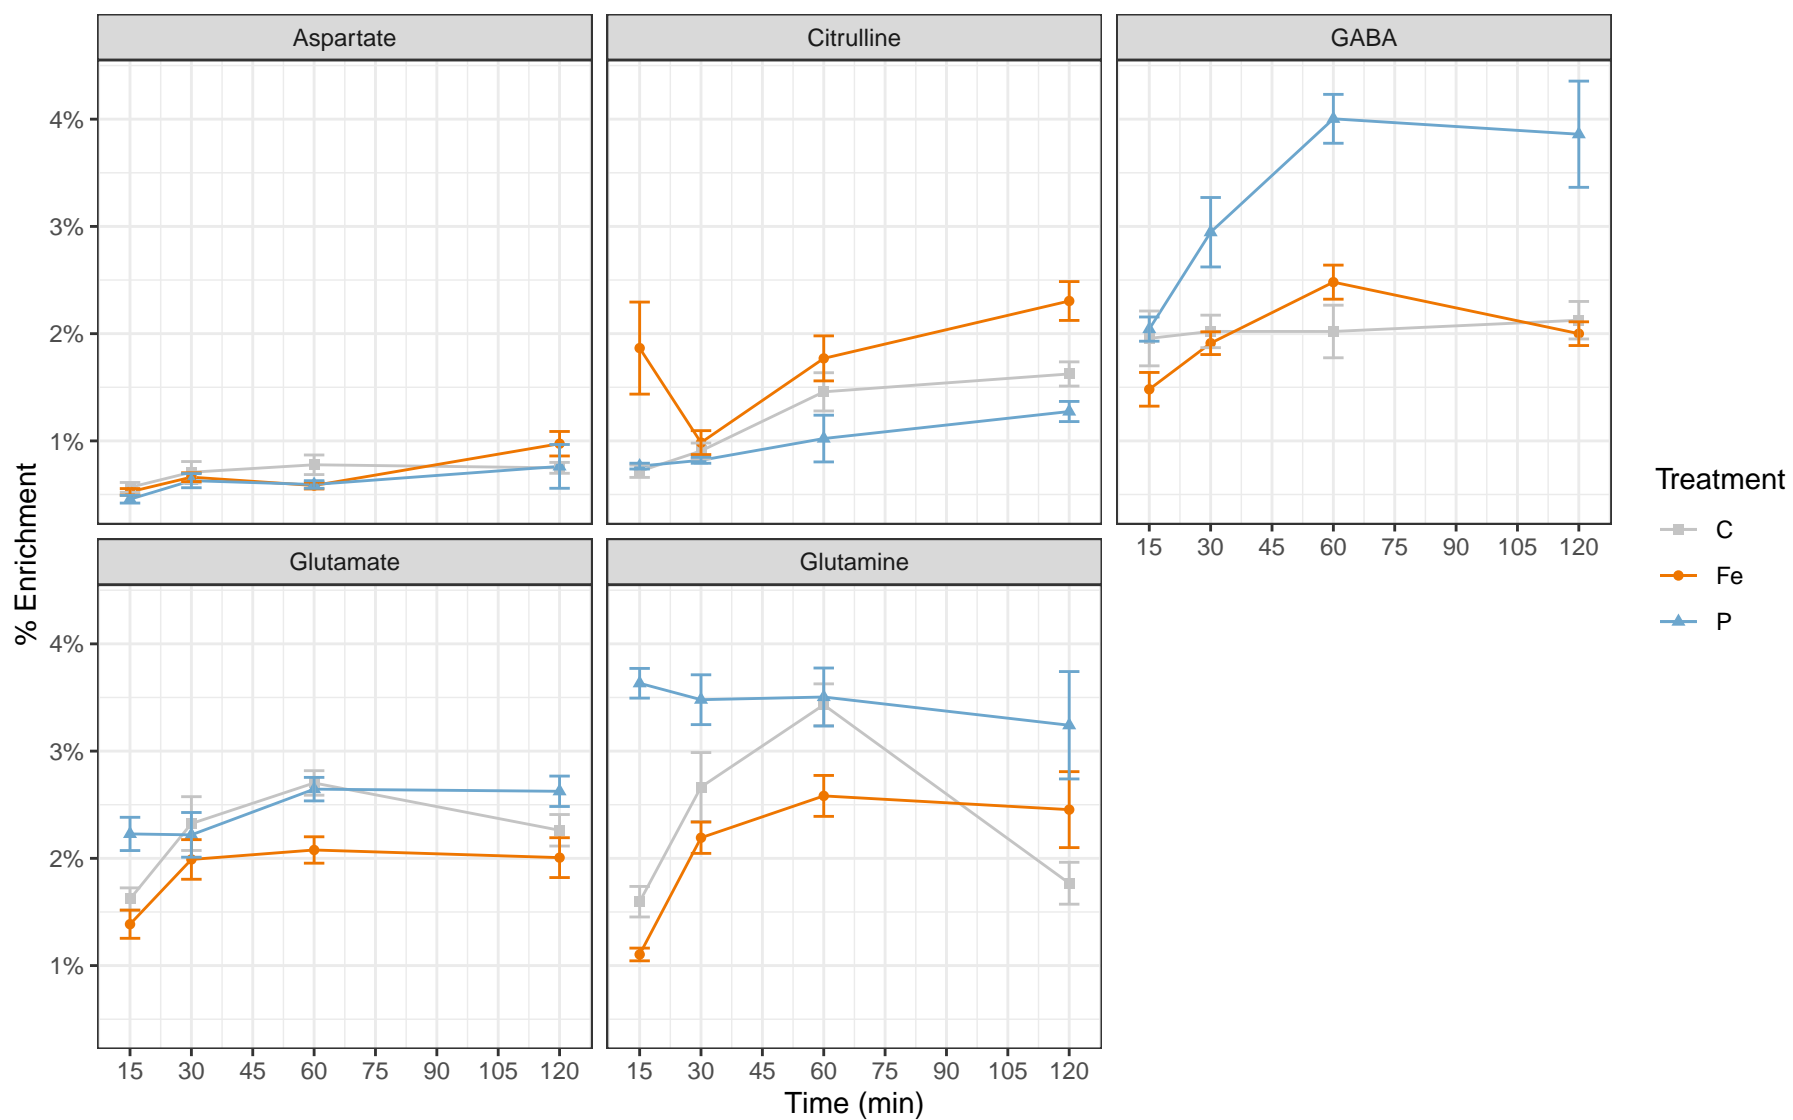 Aspartate
Citrulline
GABA
4%
3%
2%
1%
15 30 45 60 75 90 105 120
Glutamate
Glutamine
4%
3%
2%
1%
15 30 45 60 75 90 105 120
15 30 45 60 75 90 105 120
% Enrichment
Time (min)
Treatment
C
Fe
P